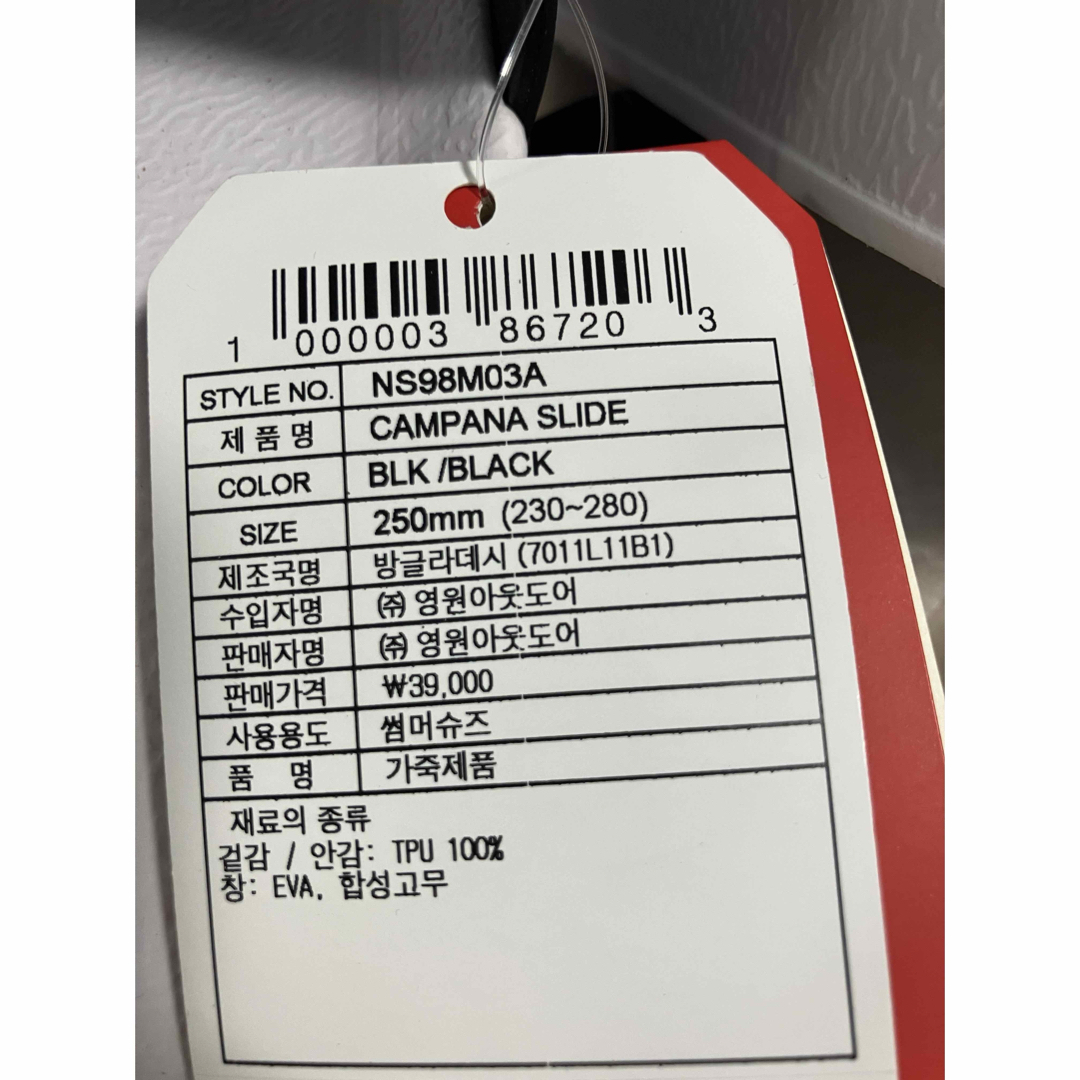 1 000003 86720 3
STYLE NO. NS98M03A
제 품 명 CAMPANA SLIDE
COLOR BLK /BLACK
SIZE 250mm (230~280)
제조국명 방글라데시 (7011L11B1)
수입자명 ㈜ 영원아웃도어
판매자명 ㈜ 영원아웃도어
판매가격 ₩39,000
사용용도 썸머슈즈
품 명 가죽제품
재료의 종류
겉감 / 안감: TPU 100%
창: EVA, 합성고무